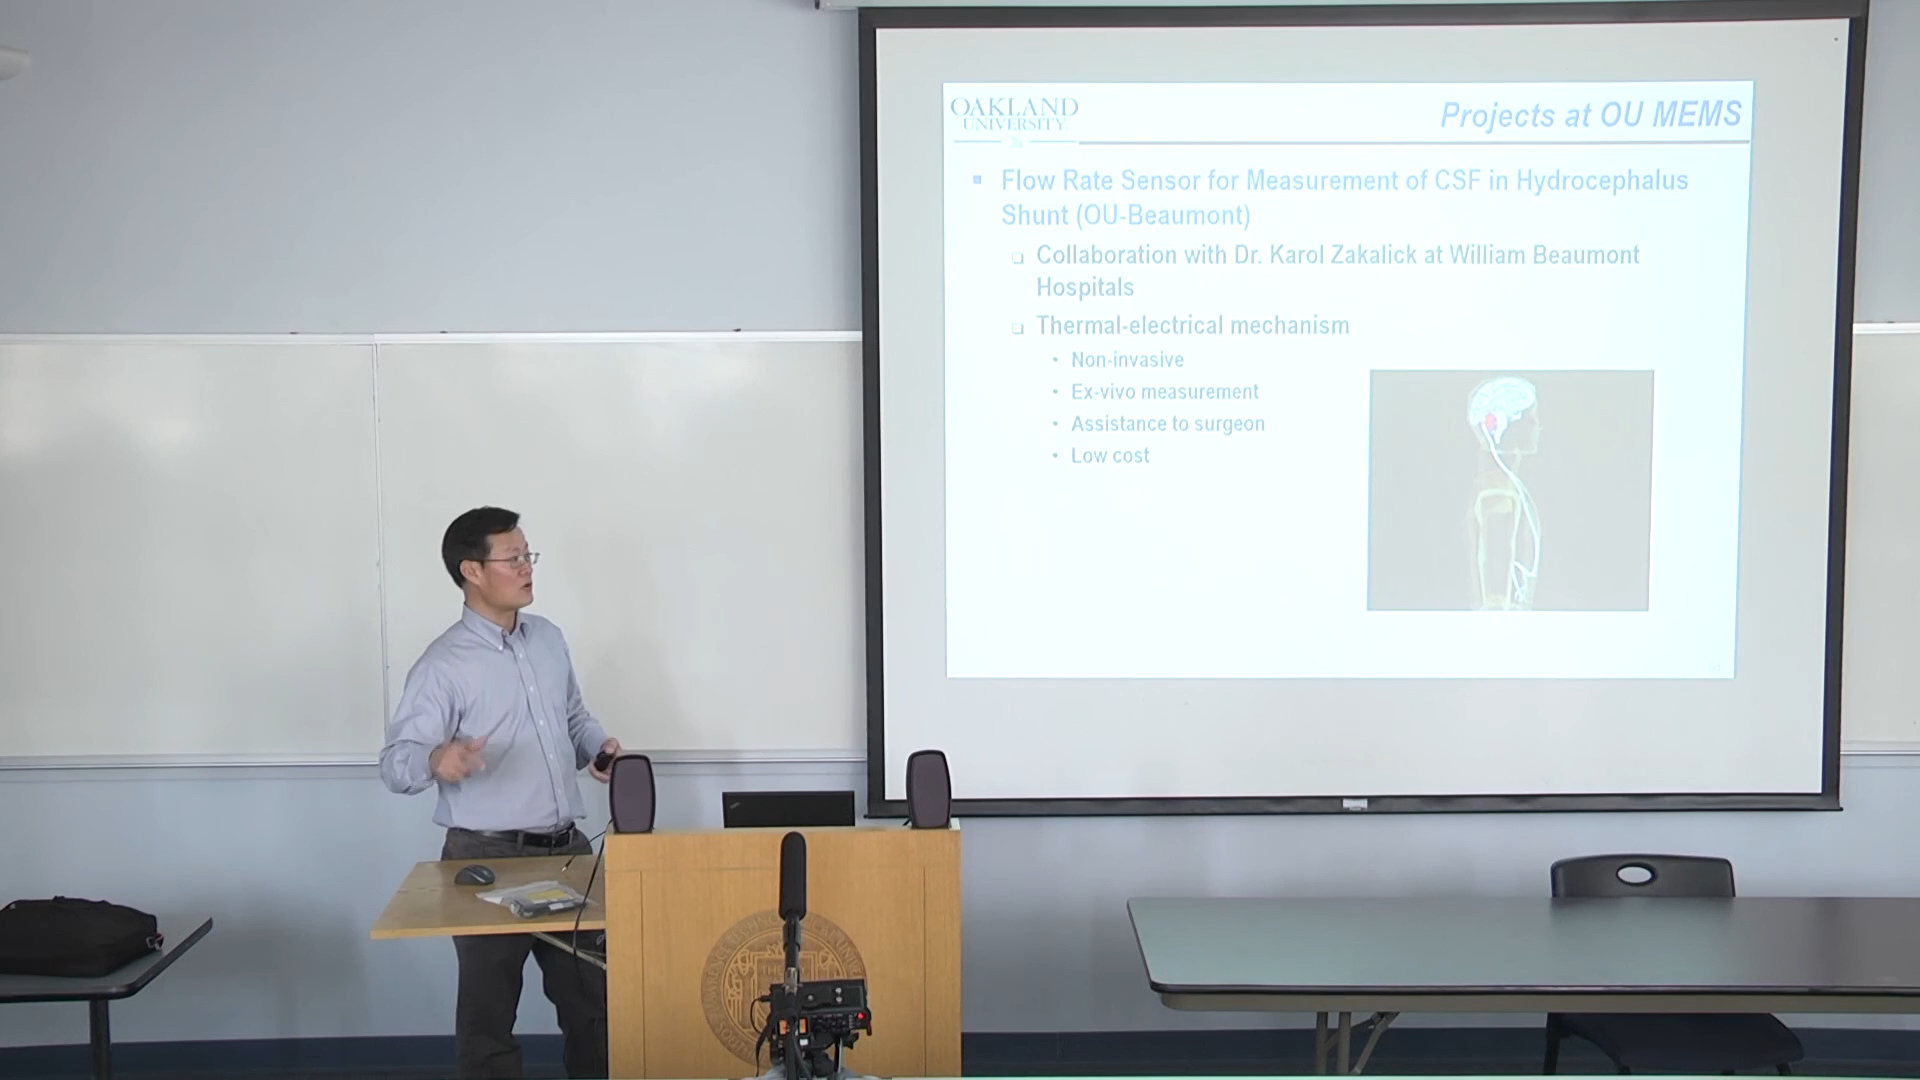 OAKLAND
UNIVERSITY
Projects at OU MEMS
Flow Rate Sensor for Measurement of CSF in Hydrocephalus
Shunt (OU-Beaumont)
Collaboration with Dr. Karol Zakalick at William Beaumont
Hospitals
Thermal-electrical mechanism
Non-invasive
Ex-vivo measurement
Assistance to surgeon
Low cost